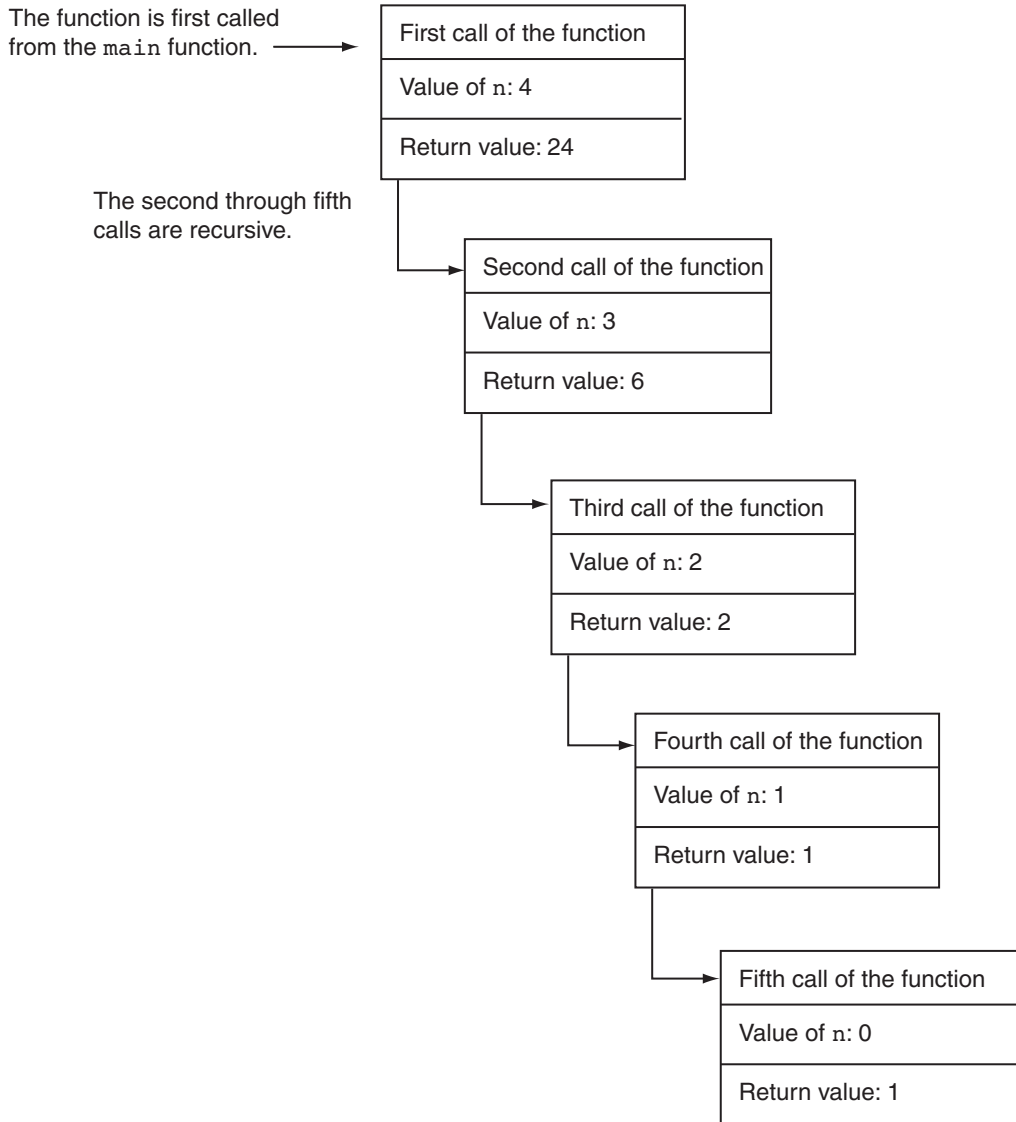 The function is first called
from the main function.
First call of the function
Value of n: 4
Return value: 24
The second through fifth
calls are recursive.
Second call of the function
Value of n: 3
Return value: 6
Third call of the function
Value of n: 2
Return value: 2
Fourth call of the function
Value of n: 1
Return value: 1
Fifth call of the function
Value of n: 0
Return value: 1